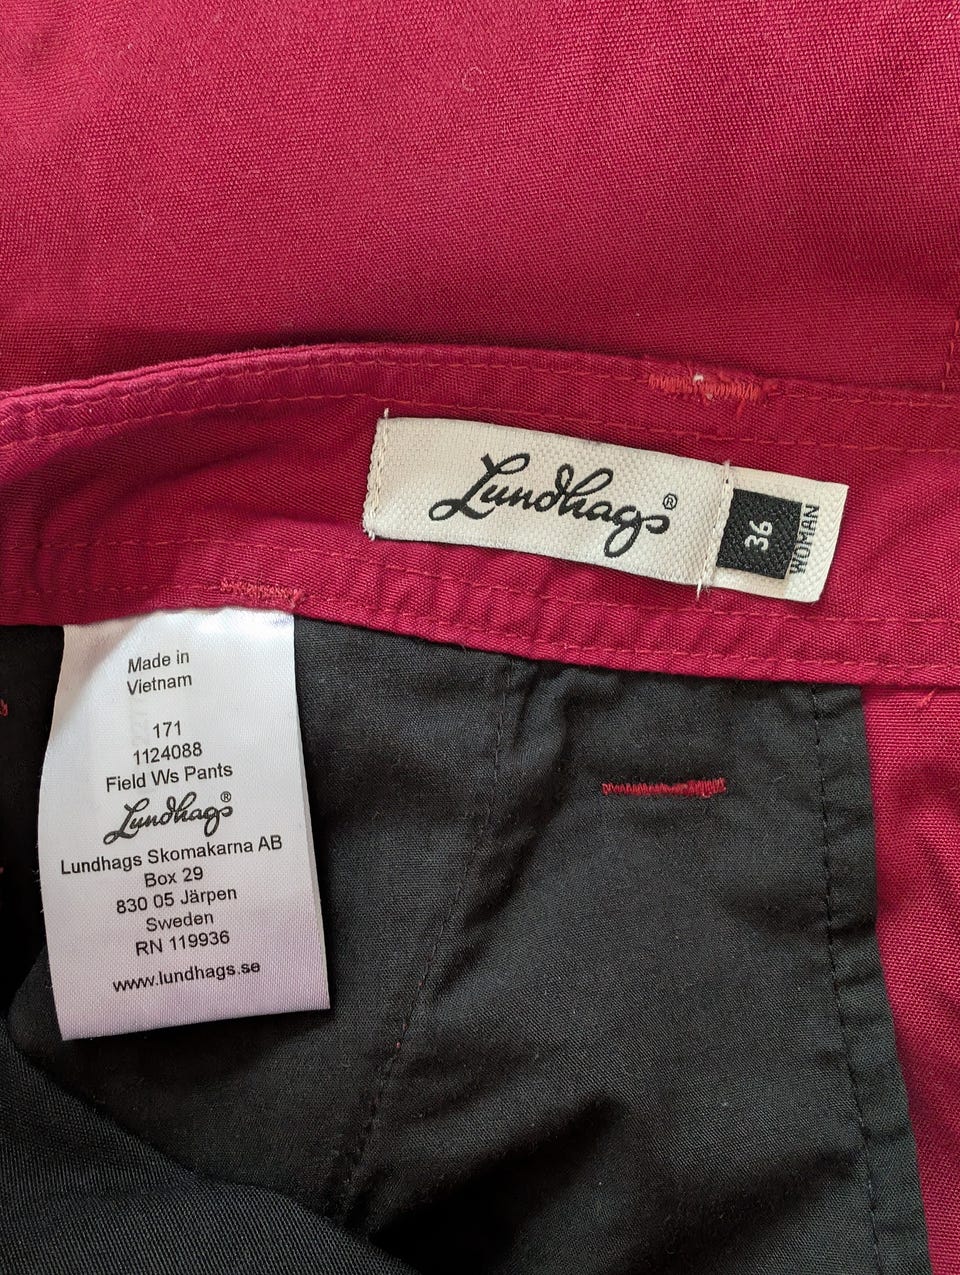 Lundhags®
36
WOMAN
Made in
Vietnam
171
1124088
Field Ws Pants
Lundhags®
Lundhags Skomakarna AB
Box 29
830 05 Järpen
Sweden
RN 119936
www.lundhags.se